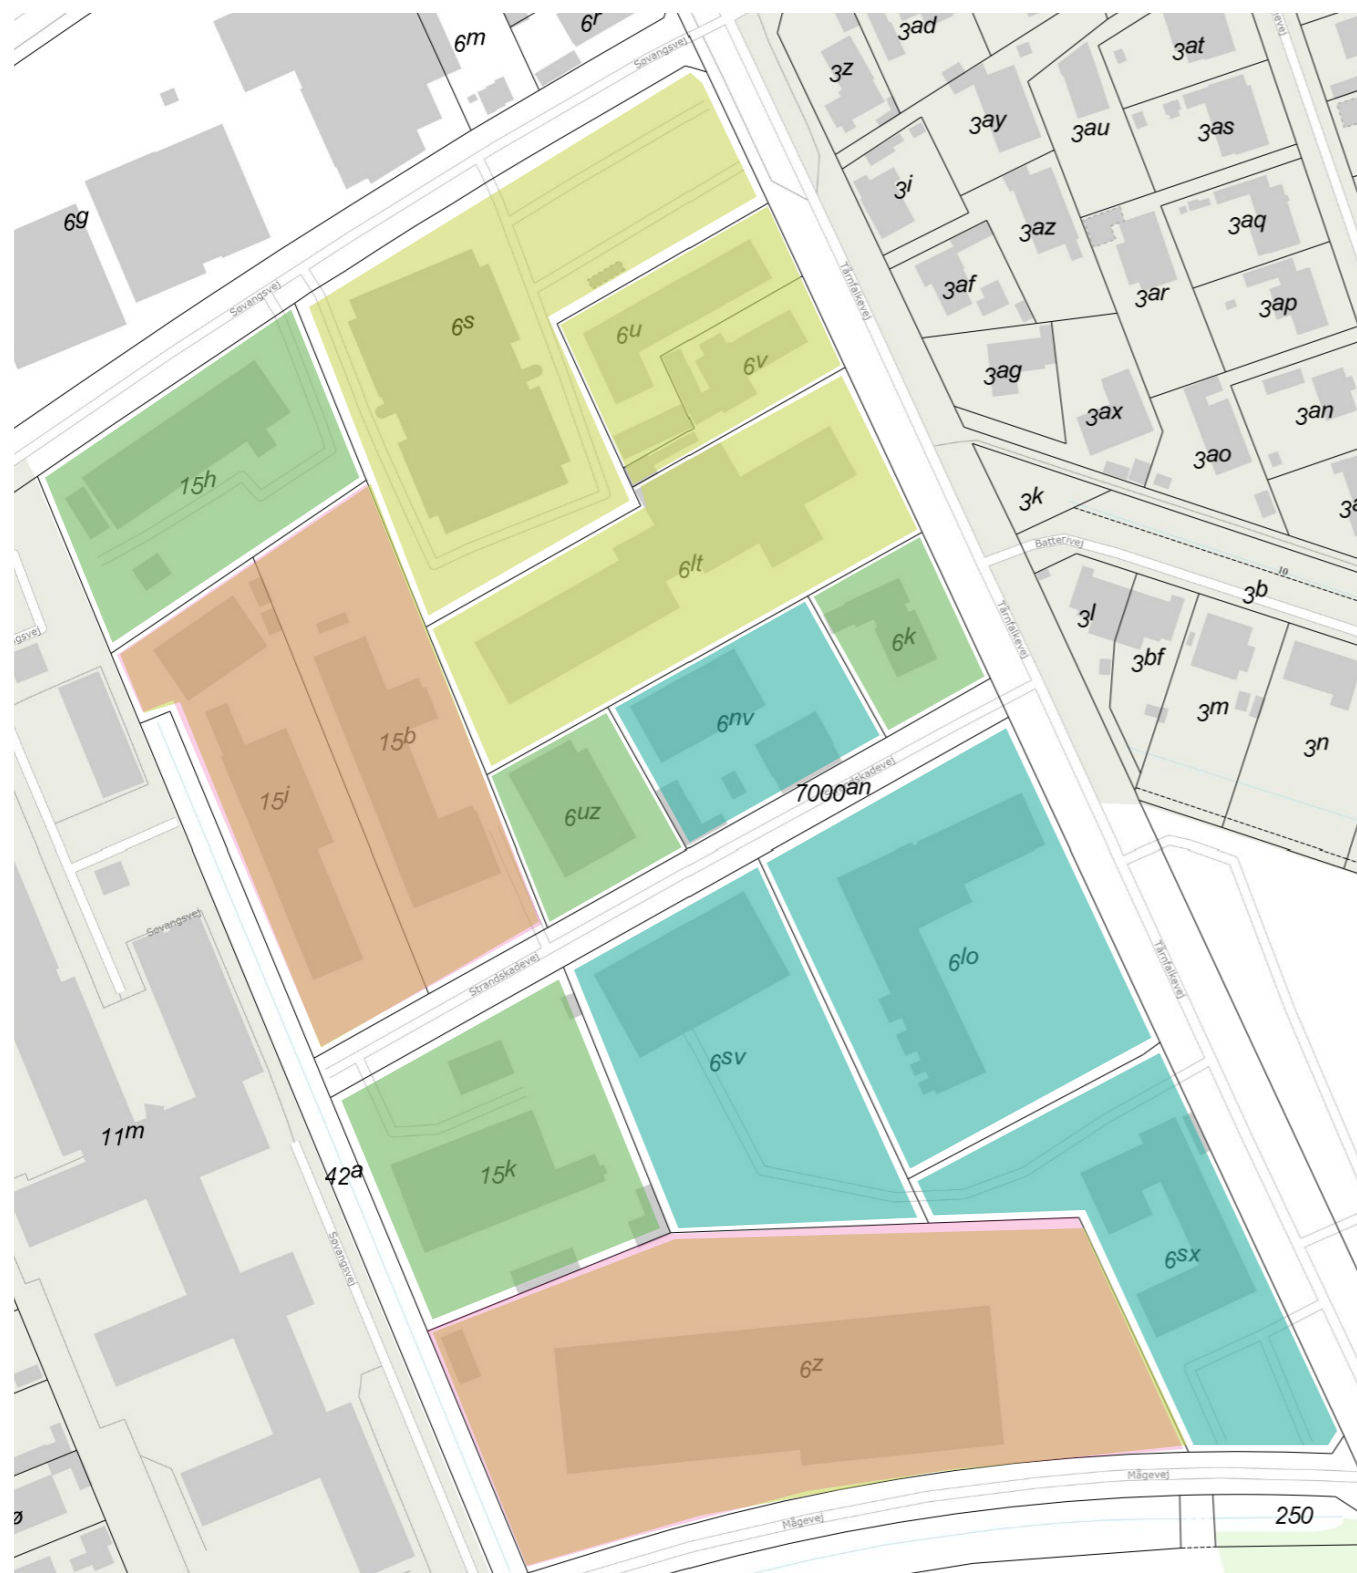 6m
6r
3ad
3at
Søvangsvej
3z
3ay
3au
3as
3i
6g
3az
3aq
Tårnfalkevej
3af
3ar
3ap
Søvangsvej
6s
6u
6v
3ag
3ax
3an
3ao
15h
3k
Batterivej
10
3b
6lt
Tårnfalkevej
3l
6k
3bf
3m
3n
6nv
15b
15i
7000an
6uz
Søvangsvej
Strandskadevej
6lo
Tårnfalkevej
6sv
11m
42a
15k
Søvangsvej
6sx
6z
Mågevej
Mågevej
250
ø